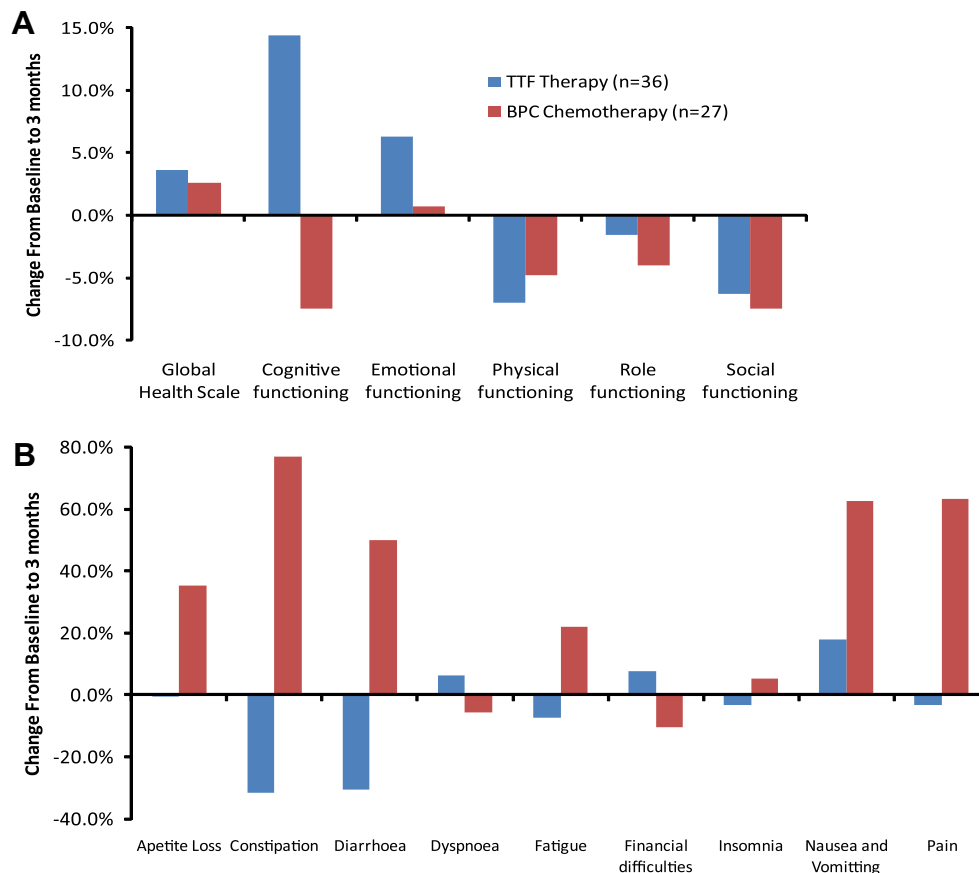 A
Change From Baseline to 3 months
15.0%
10.0%
5.0%
0.0%
-5.0%
-10.0%
TTF Therapy (n=36)
BPC Chemotherapy (n=27)
Global
Health Scale
Cognitive
functioning
Emotional
functioning
Physical
functioning
Role
functioning
Social
functioning
B
Change From Baseline to 3 months
80.0%
60.0%
40.0%
20.0%
0.0%
-20.0%
-40.0%
Apetite Loss
Constipation
Diarrhoea
Dyspnoea
Fatigue
Financial
difficulties
Insomnia
Nausea and
Vomitting
Pain